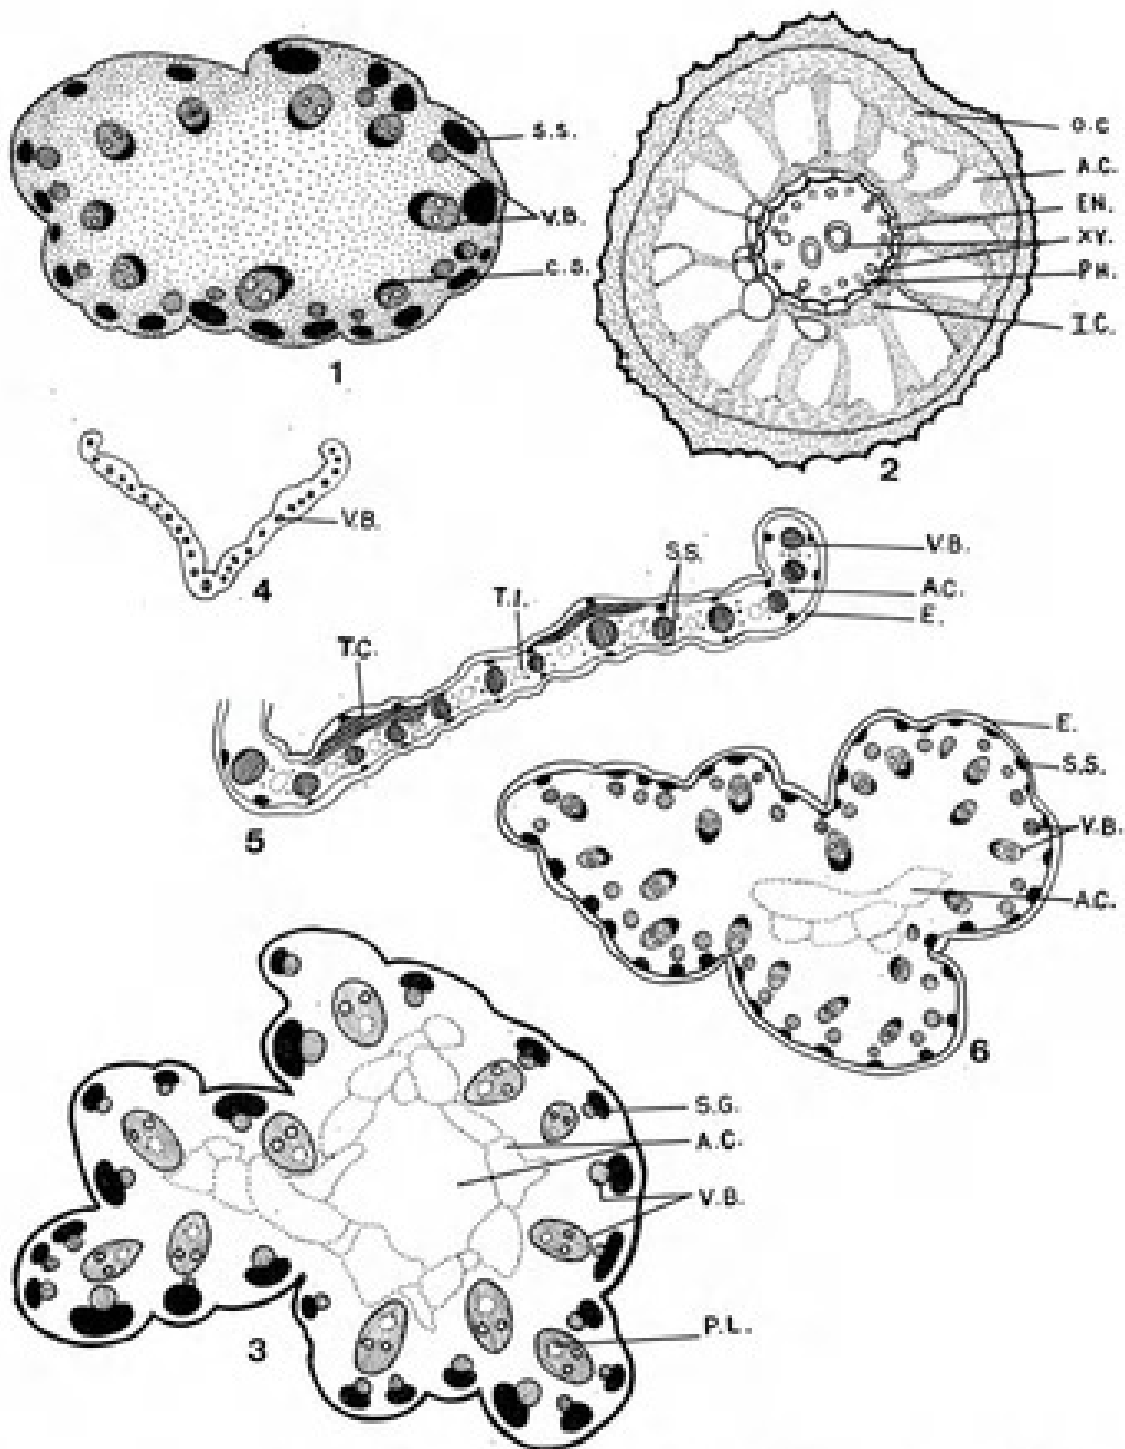 S.S.
V.B.
C.S.
1
O.C
A.C.
EN.
XY.
PH.
I.C.
2
V.B.
4
S.S.
V.B.
T.I.
A.C.
E.
T.C.
5
E.
S.S.
V.B.
A.C.
6
S.G.
A.C.
V.B.
P.L.
3